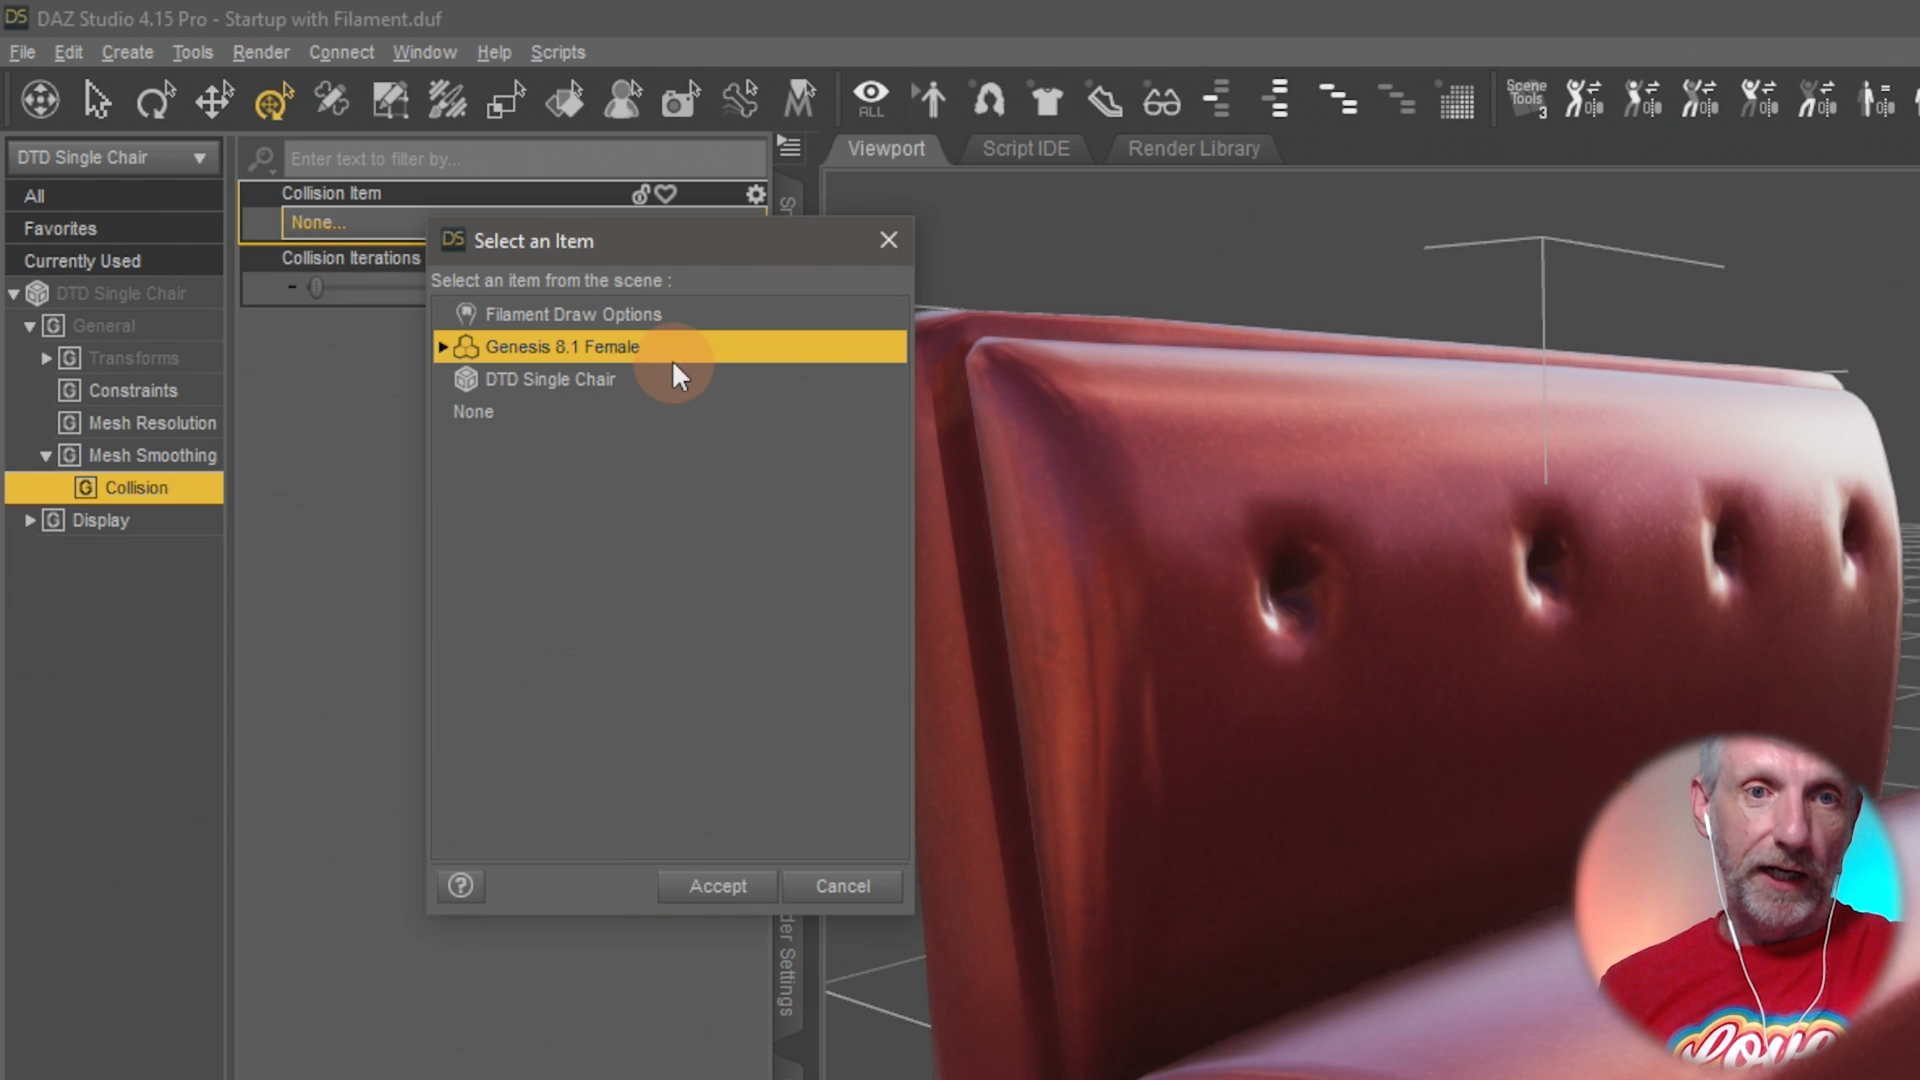 DS DAZ Studio 4.15 Pro - Startup with Filament.duf
File Edit Create Tools Render Connect Window Help Scripts
ALL
Scene
Tools
3
DTD Single Chair
Enter text to filter by...
Viewport
Script IDE
Render Library
All
Favorites
Currently Used
DTD Single Chair
General
Transforms
Constraints
Mesh Resolution
Mesh Smoothing
Collision
Display
Collision Item
None...
Collision Iterations
DS Select an Item
Select an item from the scene :
Filament Draw Options
Genesis 8.1 Female
DTD Single Chair
None
Accept
Cancel
Settings
Love